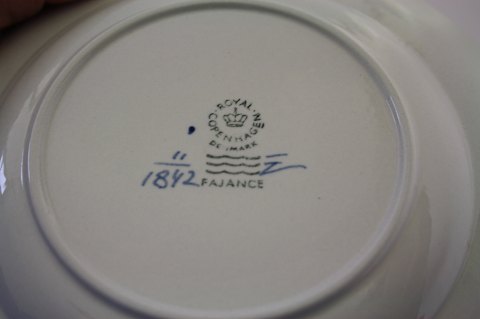 ROYAL
COPENHAGEN
DENMARK
11
1842
FAJANCE